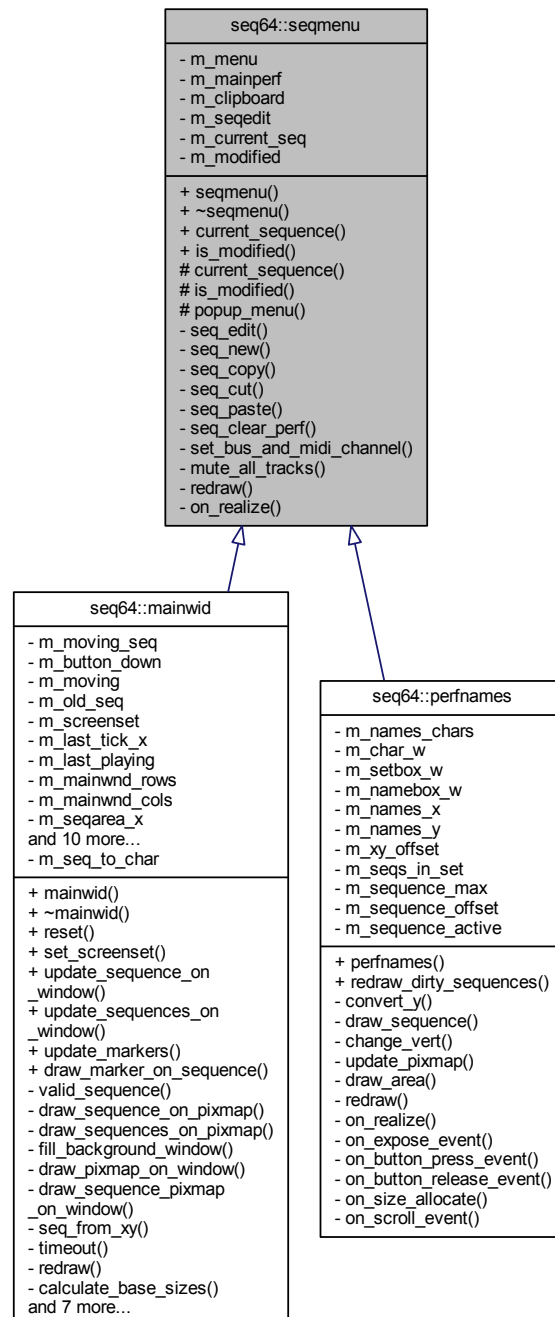 seq64::seqmenu
- m_menu
- m_mainperf
- m_clipboard
- m_seqedit
- m_current_seq
- m_modified
+ seqmenu()
+ ~seqmenu()
+ current_sequence()
+ is_modified()
# current_sequence()
# is_modified()
# popup_menu()
- seq_edit()
- seq_new()
- seq_copy()
- seq_cut()
- seq_paste()
- seq_clear_perf()
- set_bus_and_midi_channel()
- mute_all_tracks()
- redraw()
- on_realize()
seq64::mainwid
- m_moving_seq
- m_button_down
- m_moving
- m_old_seq
- m_screenset
- m_last_tick_x
- m_last_playing
- m_mainwnd_rows
- m_mainwnd_cols
- m_seqarea_x
and 10 more...
- m_seq_to_char
+ mainwid()
+ ~mainwid()
+ reset()
+ set_screenset()
+ update_sequence_on
_window()
+ update_sequences_on
_window()
+ update_markers()
+ draw_marker_on_sequence()
- valid_sequence()
- draw_sequence_on_pixmap()
- draw_sequences_on_pixmap()
- fill_background_window()
- draw_pixmap_on_window()
- draw_sequence_pixmap
_on_window()
- seq_from_xy()
- timeout()
- redraw()
- calculate_base_sizes()
and 7 more...
seq64::perfnames
- m_names_chars
- m_char_w
- m_setbox_w
- m_namebox_w
- m_names_x
- m_names_y
- m_xy_offset
- m_seqs_in_set
- m_sequence_max
- m_sequence_offset
- m_sequence_active
+ perfnames()
+ redraw_dirty_sequences()
- convert_y()
- draw_sequence()
- change_vert()
- update_pixmap()
- draw_area()
- redraw()
- on_realize()
- on_expose_event()
- on_button_press_event()
- on_button_release_event()
- on_size_allocate()
- on_scroll_event()